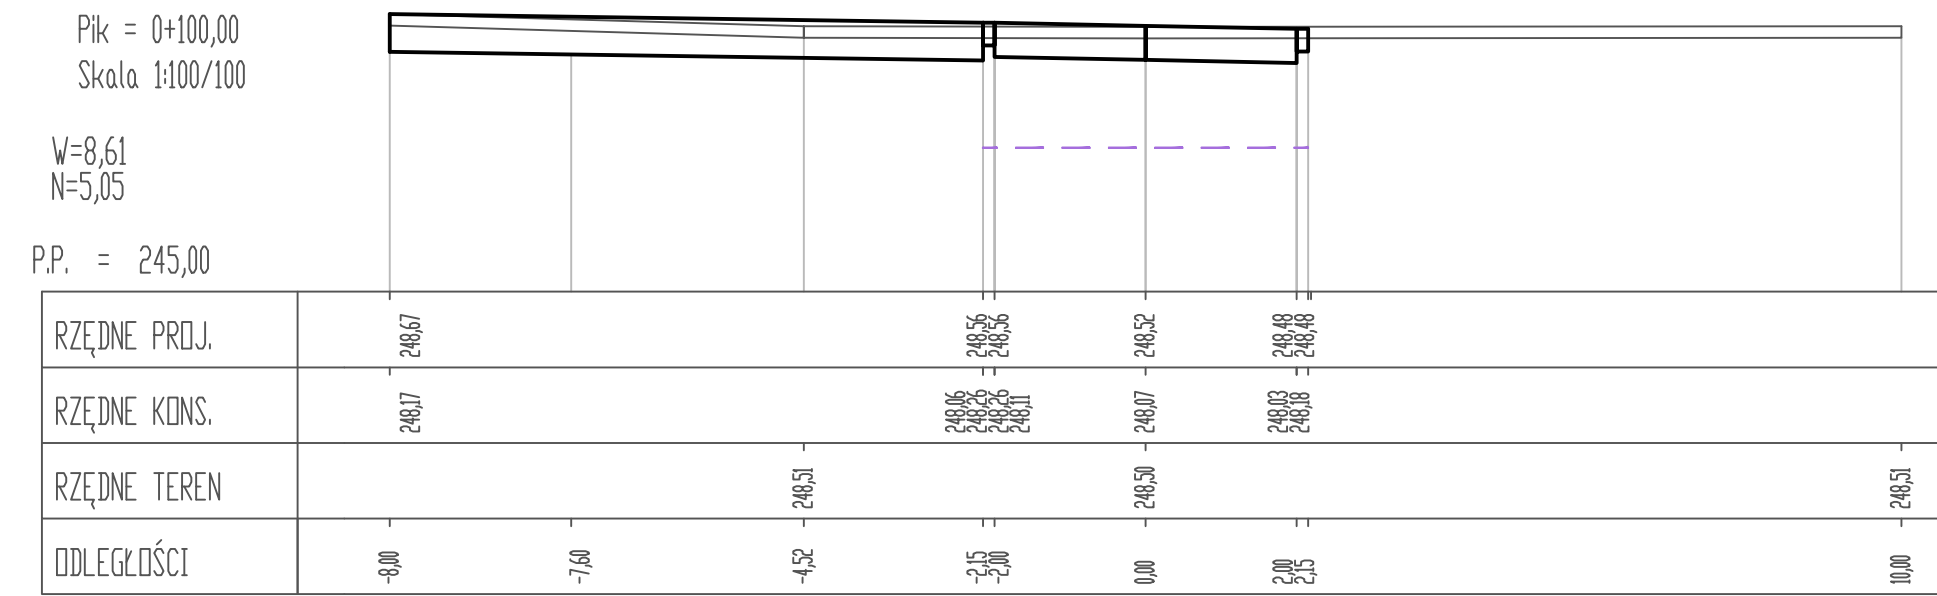 Pik = 0+100,00
Skala 1:100/100
W=8,61
N=5,05
P.P. = 245,00
RZĘDNE PROJ. 248,67 248,56 248,56 248,52 248,48 248,48
RZĘDNE KONS. 248,17 248,06 248,26 248,26 248,11 248,07 248,03 248,18
RZĘDNE TEREN 248,51 248,50 248,51
ODLEGŁOŚCI -8,00 -7,60 -4,52 -2,15 -2,00 0,00 2,00 2,15 10,00